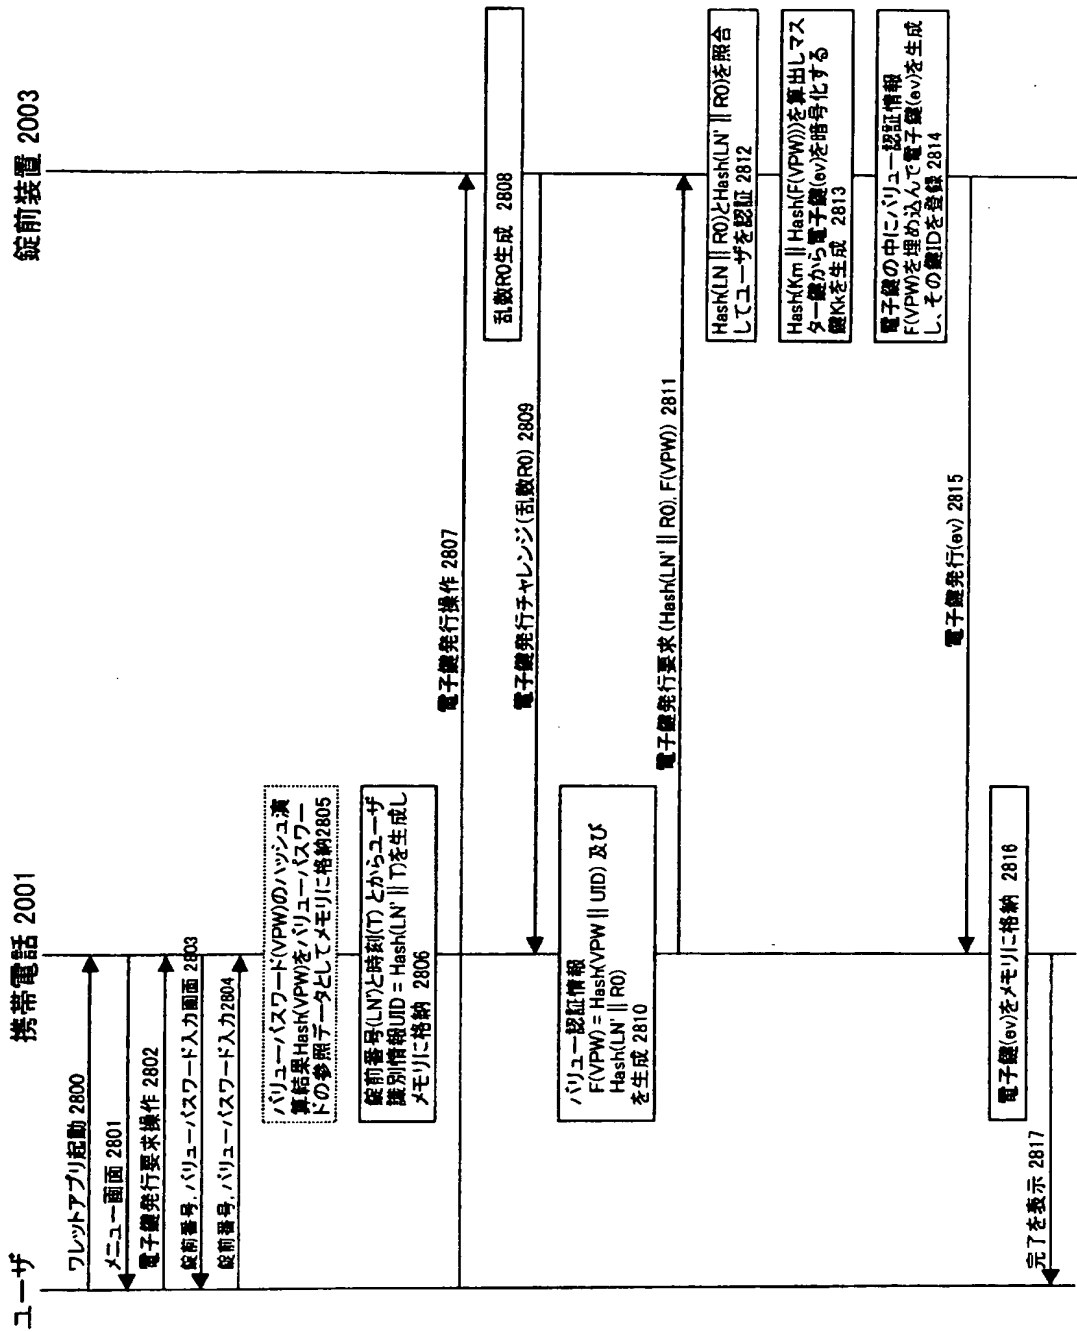 ユーザ
携帯電話 2001
錠前装置 2003
ワレットアプリ起動 2800
メニュー画面 2801
電子鍵発行要求操作 2802
錠前番号, バリューパスワード入力画面 2803
錠前番号, バリューパスワード入力2804
バリューパスワード(VPW)のハッシュ演
算結果Hash(VPW)をバリューパスワー
ドの参照データとしてメモリに格納2805
錠前番号(LN')と時刻(T) とからユーザ
識別情報UID = Hash(LN' || T)を生成し
メモリに格納 2806
電子鍵発行操作 2807
乱数R0生成 2808
電子鍵発行チャレンジ(乱数R0) 2809
バリュー認証情報
F(VPW) = Hash(VPW || UID) 及び
Hash(LN' || R0)
を生成 2810
電子鍵発行要求 (Hash(LN' || R0), F(VPW)) 2811
Hash(LN || R0)とHash(LN' || R0)を照合
してユーザを認証 2812
Hash(Km || Hash(F(VPW)))を算出しマス
ター鍵から電子鍵(ev)を暗号化する
鍵Kkを生成 2813
電子鍵の中にバリュー認証情報
F(VPW)を埋め込んで電子鍵(ev)を生成
し、その鍵IDを登録 2814
電子鍵発行(ev) 2815
電子鍵(ev)をメモリに格納 2816
完了を表示 2817